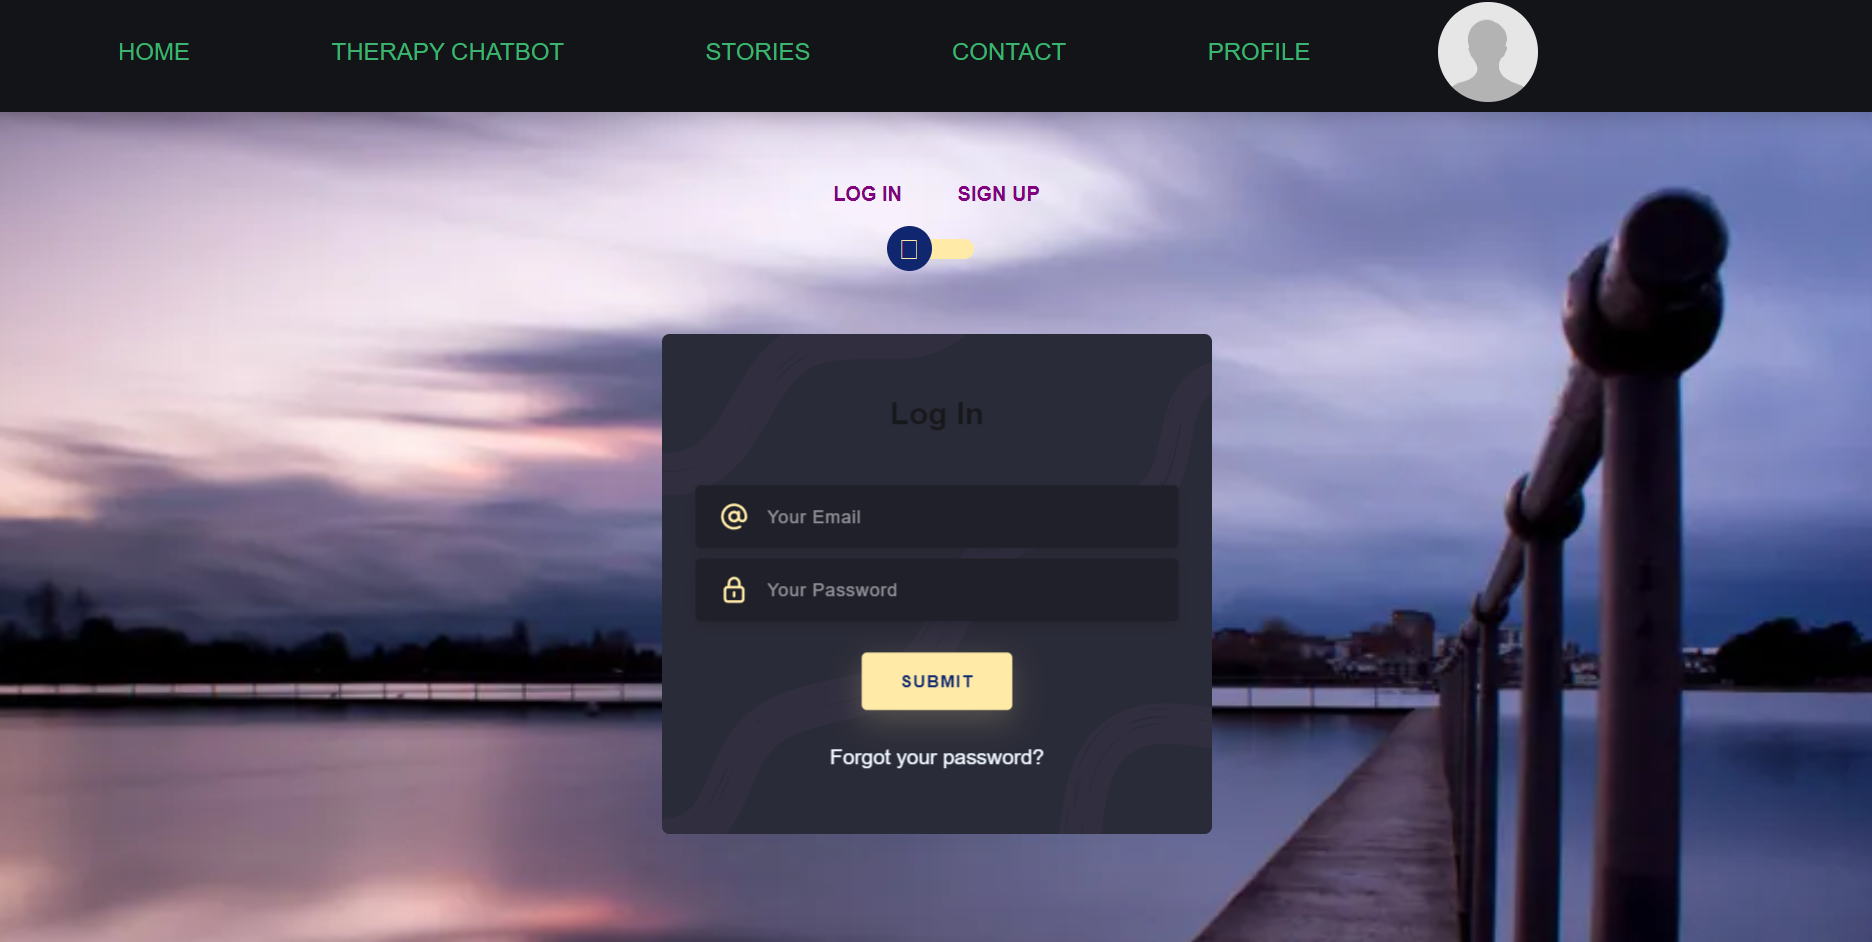 HOME THERAPY CHATBOT STORIES CONTACT PROFILE
LOG IN SIGN UP
Log In
Your Email
Your Password
SUBMIT
Forgot your password?